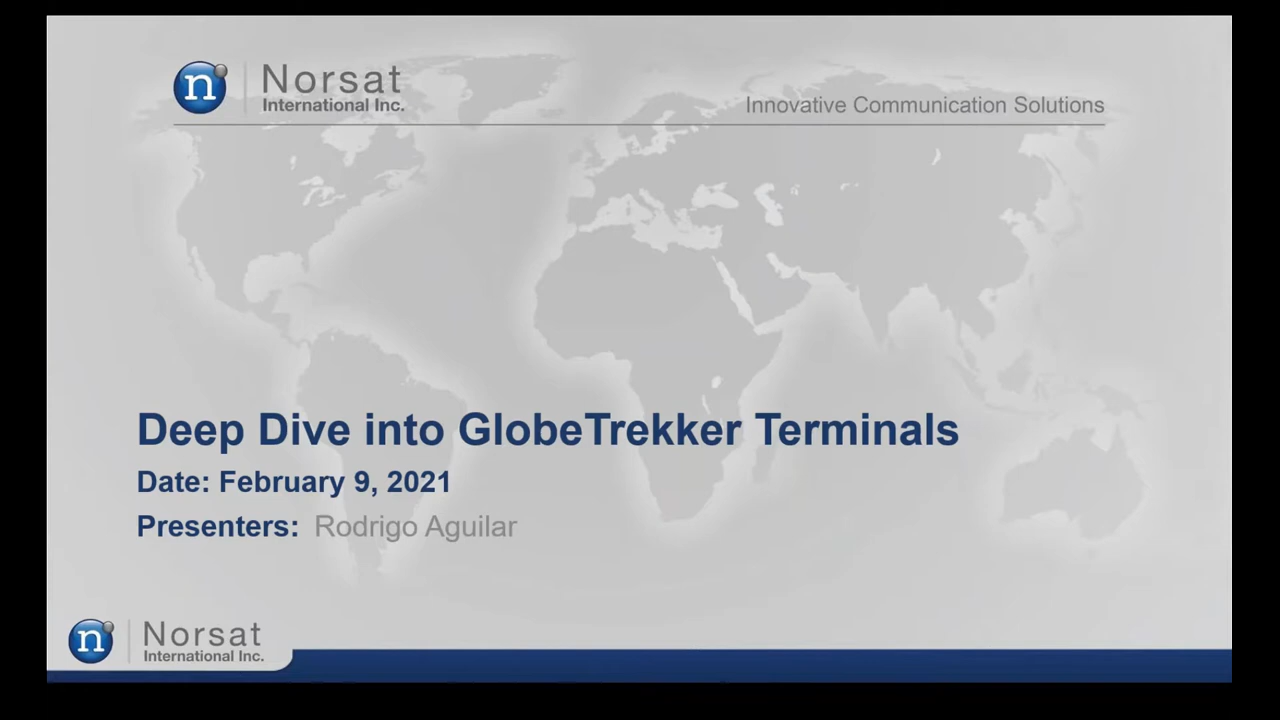 n
Norsat
International Inc.
Innovative Communication Solutions
Deep Dive into GlobeTrekker Terminals
Date: February 9, 2021
Presenters: Rodrigo Aguilar
n
Norsat
International Inc.